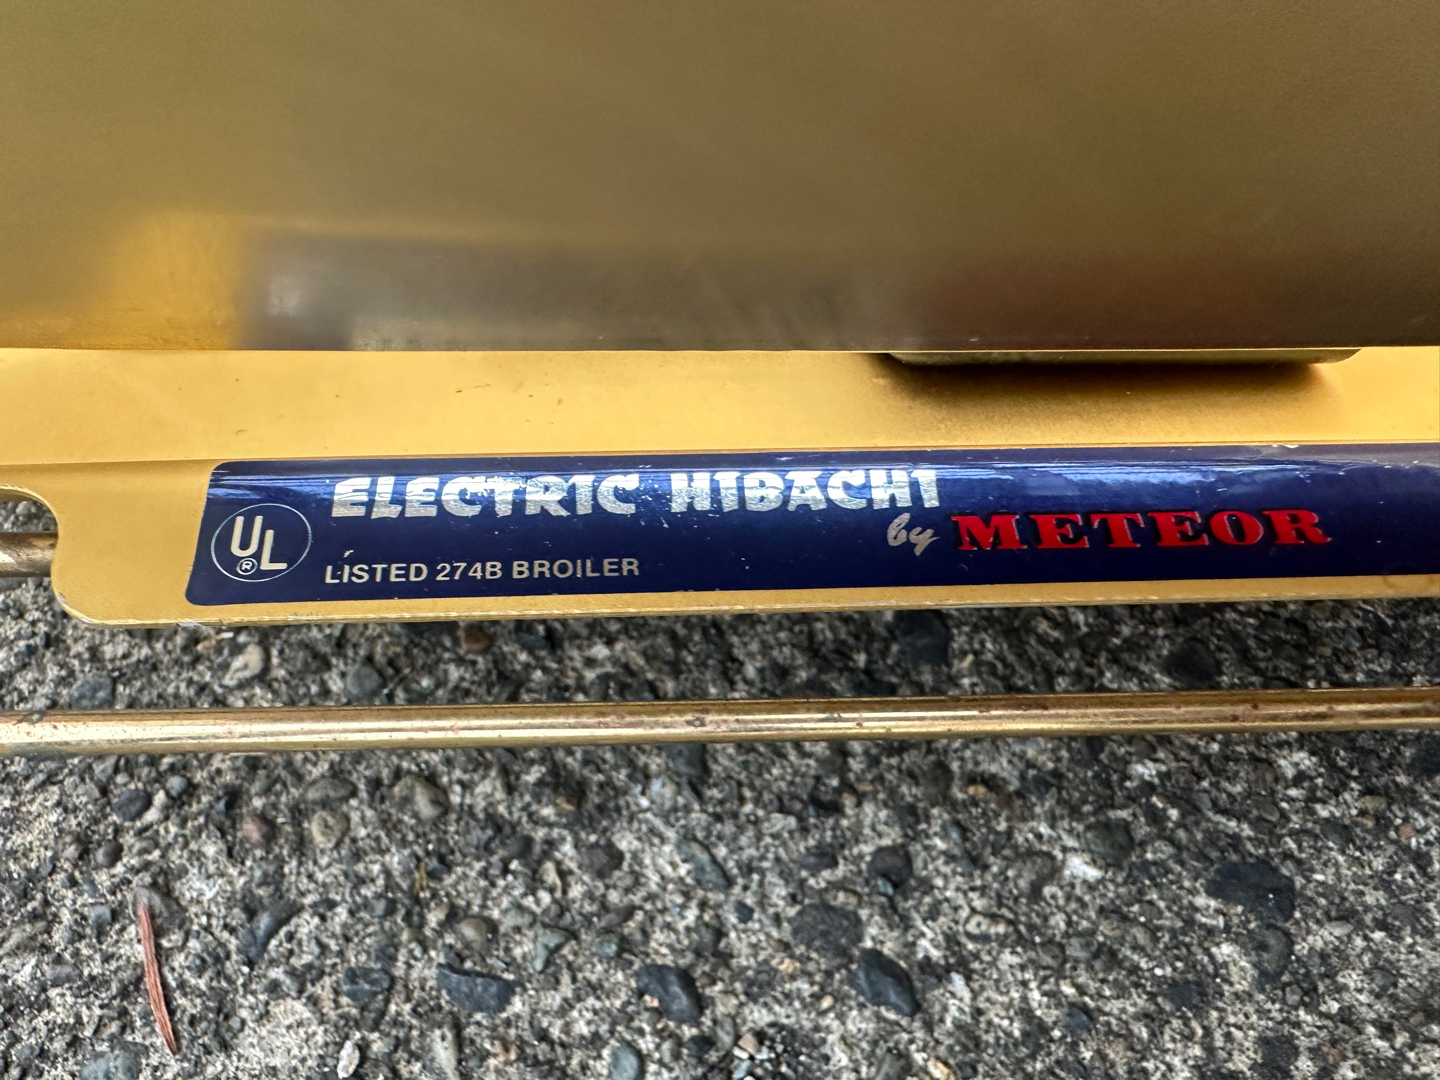 ELECTRIC HIBACHI
by METEOR
UL
®
LISTED 274B BROILER